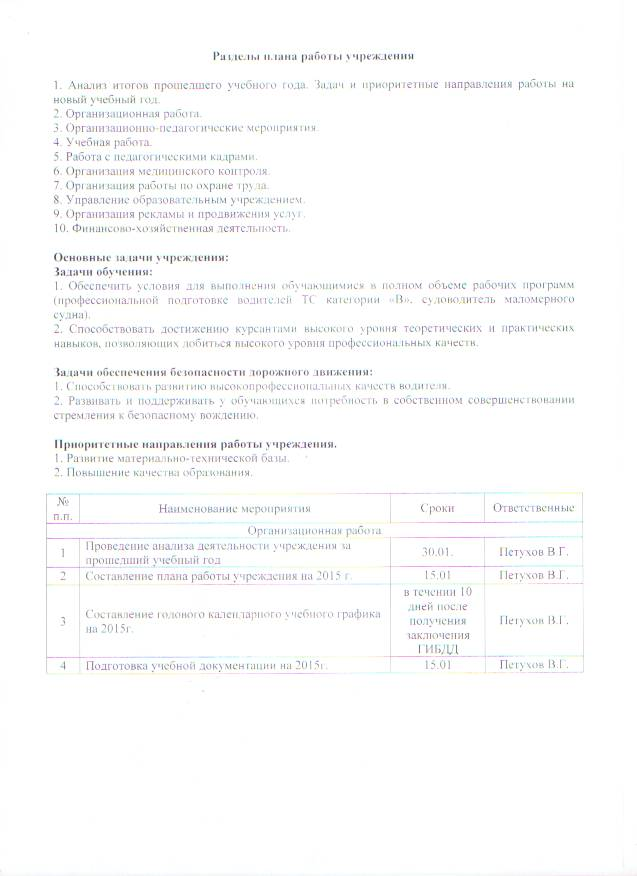 Разделы плана работы учреждения
1. Анализ итогов прошедшего учебного года. Задач и приоритетные направления работы на
новый учебный год.
2. Организационная работа.
3. Организационно-педагогические мероприятия.
4. Учебная работа.
5. Работа с педагогическими кадрами.
6. Организация медицинского контроля.
7. Организация работы по охране труда.
8. Управление образовательным учреждением.
9. Организация рекламы и продвижения услуг.
10. Финансово-хозяйственная деятельность.
Основные задачи учреждения:
Задачи обучения:
1. Обеспечить условия для выполнения обучающимися в полном объеме рабочих программ
(профессиональной подготовке водителей ТС категории «В», судоводитель маломерного
судна).
2. Способствовать достижению курсантами высокого уровня теоретических и практических
навыков, позволяющих добиться высокого уровня профессиональных качеств.
Задачи обеспечения безопасности дорожного движения:
1. Способствовать развитию высокопрофессиональных качеств водителя.
2. Развивать и поддерживать у обучающихся потребность в собственном совершенствовании
стремления к безопасному вождению.
Приоритетные направления работы учреждения.
1. Развитие материально-технической базы.
2. Повышение качества образования.
№
п.п.
Наименование мероприятия
Сроки
Ответственные
Организационная работа
1
Проведение анализа деятельности учреждения за
прошедший учебный год
30.01.
Петухов В.Г.
2
Составление плана работы учреждения на 2015 г.
15.01
Петухов В.Г.
3
Составление годового календарного учебного графика
на 2015г.
в течении 10
дней после
получения
заключения
ГИБДД
Петухов В.Г.
4
Подготовка учебной документации на 2015г.
15.01
Петухов В.Г.